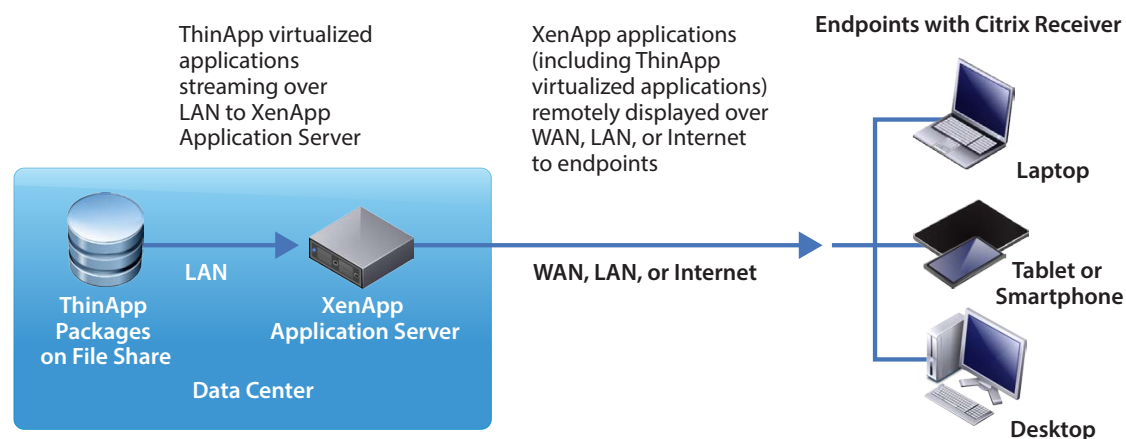 ThinApp virtualized
applications
streaming over
LAN to XenApp
Application Server
XenApp applications
(including ThinApp
virtualized applications)
remotely displayed over
WAN, LAN, or Internet
to endpoints
Endpoints with Citrix Receiver
Laptop
LAN
WAN, LAN, or Internet
Tablet or
Smartphone
ThinApp
Packages
on File Share
XenApp
Application Server
Data Center
Desktop